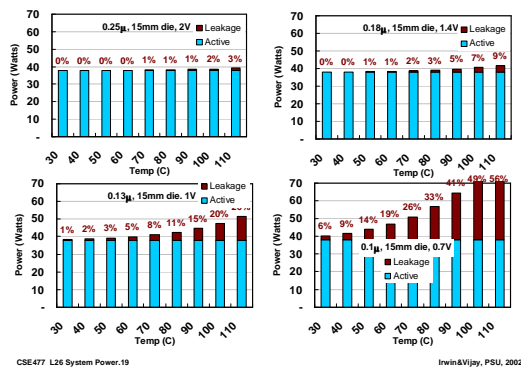 0.25μ, 15mm die, 2V
Leakage
Active
0% 0% 0% 0% 1% 1% 1% 2% 3%
Power (Watts)
70
60
50
40
30
20
10
-
30 40 50 60 70 80 90 100 110
Temp (C)
0.18μ, 15mm die, 1.4V
Leakage
Active
0% 0% 1% 1% 2% 3% 5% 7% 9%
Power (Watts)
70
60
50
40
30
20
10
-
30 40 50 60 70 80 90 100 110
Temp (C)
0.13μ, 15mm die. 1V
Leakage
Active
1% 2% 3% 5% 8% 11% 15% 20%
Power (Watts)
70
60
50
40
30
20
10
-
30 40 50 60 70 80 90 100 110
Temp (C)
6% 9% 14% 19% 26% 33% 41% 49% 56%
0.1μ, 15mm die, 0.7V
Leakage
Active
Power (Watts)
70
60
50
40
30
20
10
-
30 40 50 60 70 80 90 100 110
Temp (C)
CSE477 L26 System Power.19
Irwin&Vijay, PSU, 2002